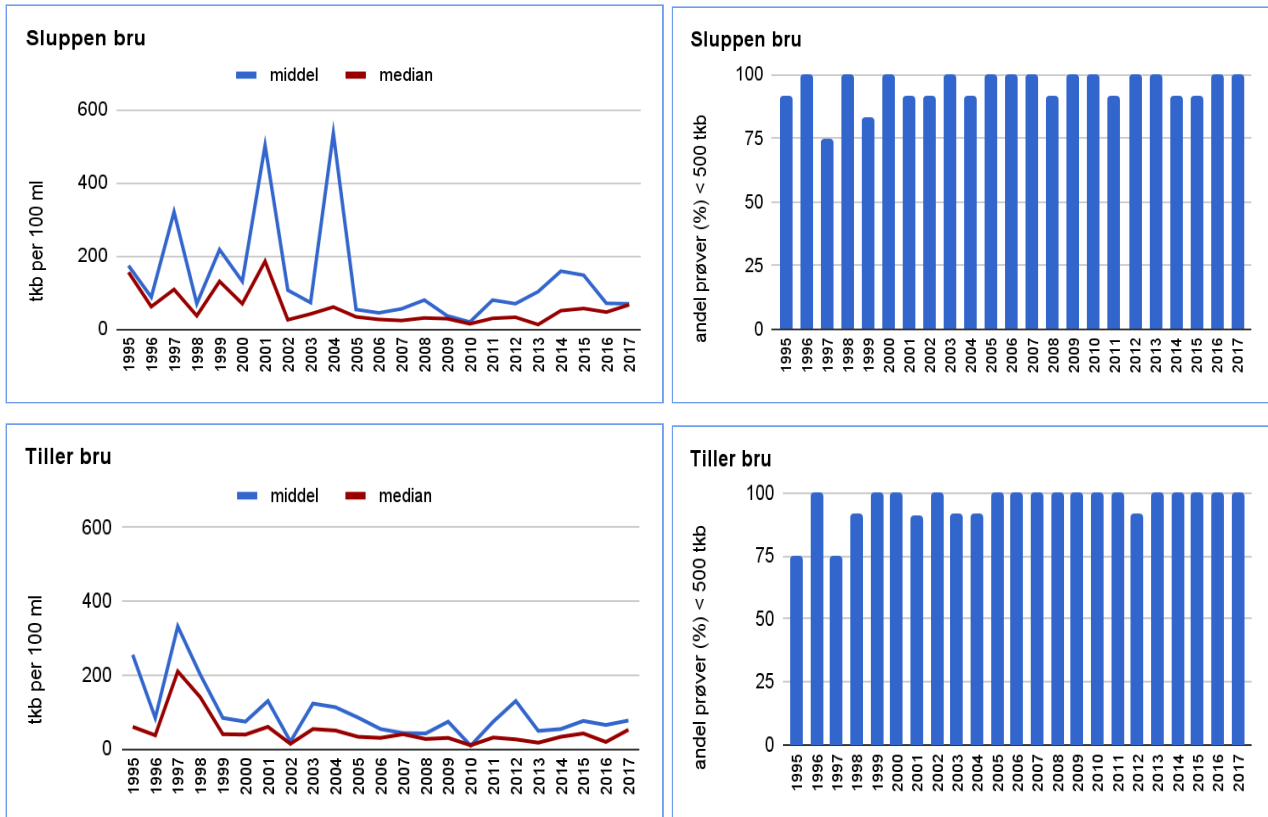 Sluppen bru
middel median
tkb per 100 ml
600
400
200
0
1995 1996 1997 1998 1999 2000 2001 2002 2003 2004 2005 2006 2007 2008 2009 2010 2011 2012 2013 2014 2015 2016 2017
Sluppen bru
andel prøver (%) < 500 tkb
100
75
50
25
0
1995 1996 1997 1998 1999 2000 2001 2002 2003 2004 2005 2006 2007 2008 2009 2010 2011 2012 2013 2014 2015 2016 2017
Tiller bru
middel median
tkb per 100 ml
600
400
200
0
1995 1996 1997 1998 1999 2000 2001 2002 2003 2004 2005 2006 2007 2008 2009 2010 2011 2012 2013 2014 2015 2016 2017
Tiller bru
andel prøver (%) < 500 tkb
100
75
50
25
0
1995 1996 1997 1998 1999 2000 2001 2002 2003 2004 2005 2006 2007 2008 2009 2010 2011 2012 2013 2014 2015 2016 2017